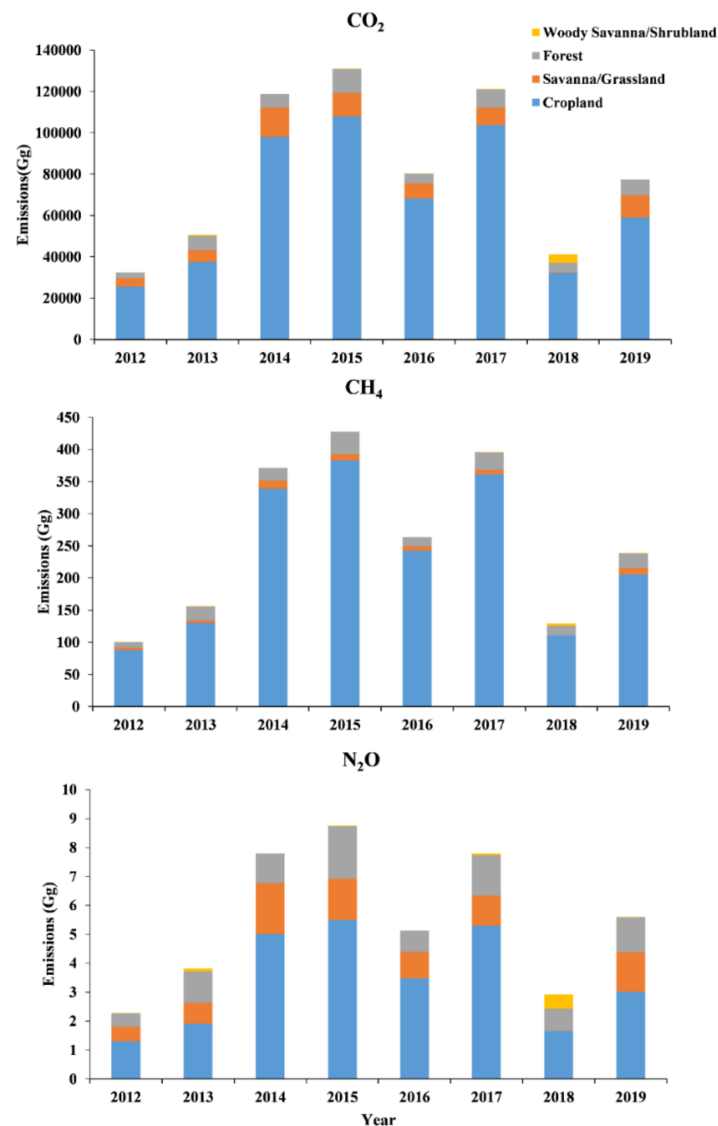 CO₂
Woody Savanna/Shrubland
Forest
Savanna/Grassland
Cropland
Emissions(Gg)
140000
120000
100000
80000
60000
40000
20000
0
2012 2013 2014 2015 2016 2017 2018 2019
CH₄
Emissions (Gg)
450
400
350
300
250
200
150
100
50
0
2012 2013 2014 2015 2016 2017 2018 2019
N₂O
Emissions (Gg)
10
9
8
7
6
5
4
3
2
1
0
2012 2013 2014 2015 2016 2017 2018 2019
Year